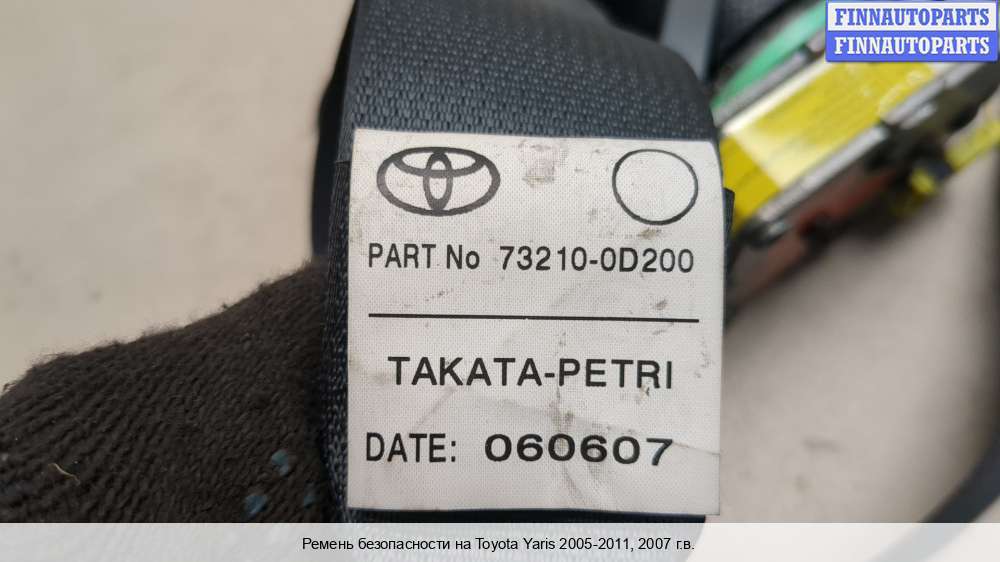 FINNAUTOPARTS
FINNAUTOPARTS
PART No 73210-0D200
TAKATA-PETRI
DATE: 060607
Ремень безопасности на Toyota Yaris 2005-2011, 2007 г.в.